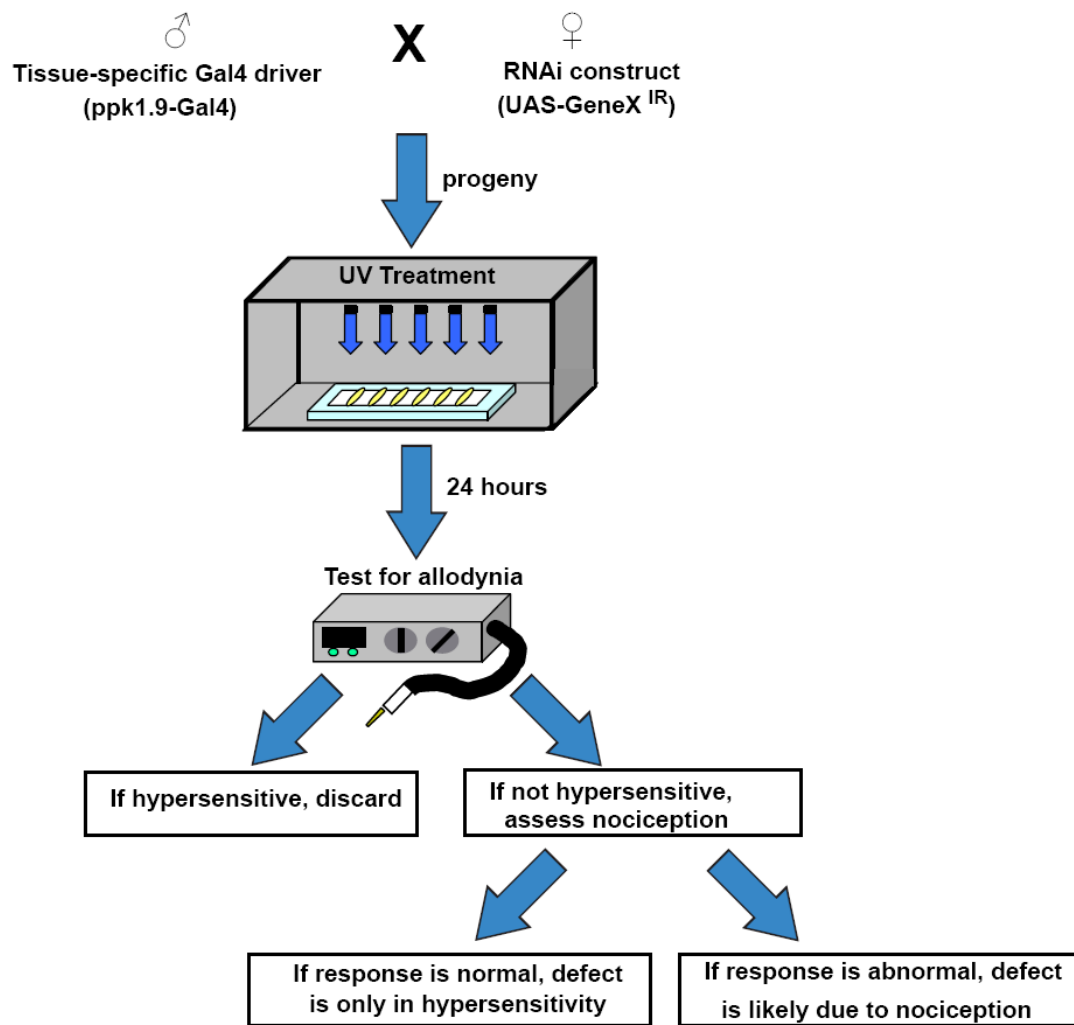 ♂ X ♀
Tissue-specific Gal4 driver
(ppk1.9-Gal4)
RNAi construct
(UAS-GeneX IR)
progeny
UV Treatment
24 hours
Test for allodynia
If hypersensitive, discard
If not hypersensitive,
assess nociception
If response is normal, defect
is only in hypersensitivity
If response is abnormal, defect
is likely due to nociception